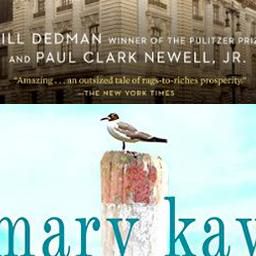 ILL DEDMAN WINNER OF THE PULITZER PRIZ
AND PAUL CLARK NEWELL, JR.
"Amazing . . . an outsized tale of rags-to-riches prosperity."
—THE NEW YORK TIMES
mary kay